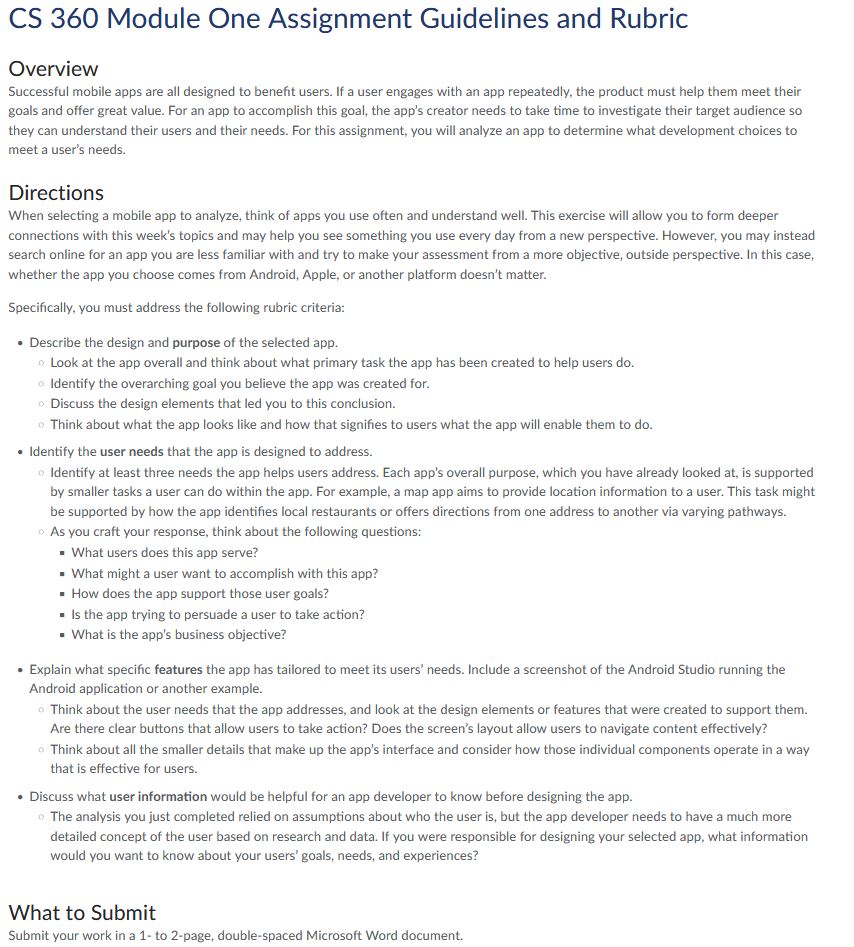 CS 360 Module One Assignment Guidelines and Rubric
Overview
Successful mobile apps are all designed to benefit users. If a user engages with an app repeatedly, the product must help them meet their
goals and offer great value. For an app to accomplish this goal, the app's creator needs to take time to investigate their target audience so
they can understand their users and their needs. For this assignment, you will analyze an app to determine what development choices to
meet a user's needs.
Directions
When selecting a mobile app to analyze, think of apps you use often and understand well. This exercise will allow you to form deeper
connections with this week's topics and may help you see something you use every day from a new perspective. However, you may instead
search online for an app you are less familiar with and try to make your assessment from a more objective, outside perspective. In this case,
whether the app you choose comes from Android, Apple, or another platform doesn't matter.
Specifically, you must address the following rubric criteria:
• Describe the design and purpose of the selected app.
○ Look at the app overall and think about what primary task the app has been created to help users do.
○ Identify the overarching goal you believe the app was created for.
○ Discuss the design elements that led you to this conclusion.
○ Think about what the app looks like and how that signifies to users what the app will enable them to do.
• Identify the user needs that the app is designed to address.
○ Identify at least three needs the app helps users address. Each app's overall purpose, which you have already looked at, is supported
by smaller tasks a user can do within the app. For example, a map app aims to provide location information to a user. This task might
be supported by how the app identifies local restaurants or offers directions from one address to another via varying pathways.
○ As you craft your response, think about the following questions:
▪ What users does this app serve?
▪ What might a user want to accomplish with this app?
▪ How does the app support those user goals?
▪ Is the app trying to persuade a user to take action?
▪ What is the app's business objective?
• Explain what specific features the app has tailored to meet its users' needs. Include a screenshot of the Android Studio running the
Android application or another example.
○ Think about the user needs that the app addresses, and look at the design elements or features that were created to support them.
Are there clear buttons that allow users to take action? Does the screen's layout allow users to navigate content effectively?
○ Think about all the smaller details that make up the app's interface and consider how those individual components operate in a way
that is effective for users.
• Discuss what user information would be helpful for an app developer to know before designing the app.
○ The analysis you just completed relied on assumptions about who the user is, but the app developer needs to have a much more
detailed concept of the user based on research and data. If you were responsible for designing your selected app, what information
would you want to know about your users' goals, needs, and experiences?
What to Submit
Submit your work in a 1- to 2-page, double-spaced Microsoft Word document.